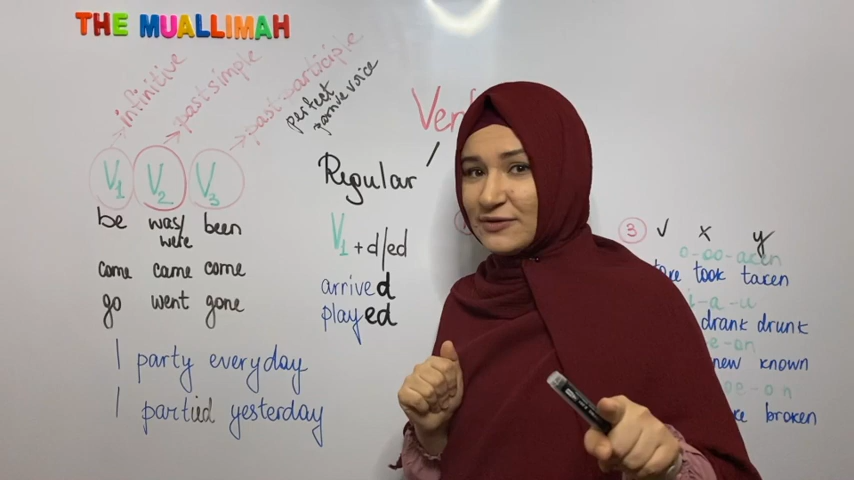 THE MUALLIMAH
infinitive
past simple
past participle
perfect
passive voice
V1 V2 V3
be was/were been
come came come
go went gone
I party everyday
I partied yesterday
Ver
Regular /
V1 + d/ed
arrived
played
3 √ x y
took taken
i-a-u
drank drunk
known
broken